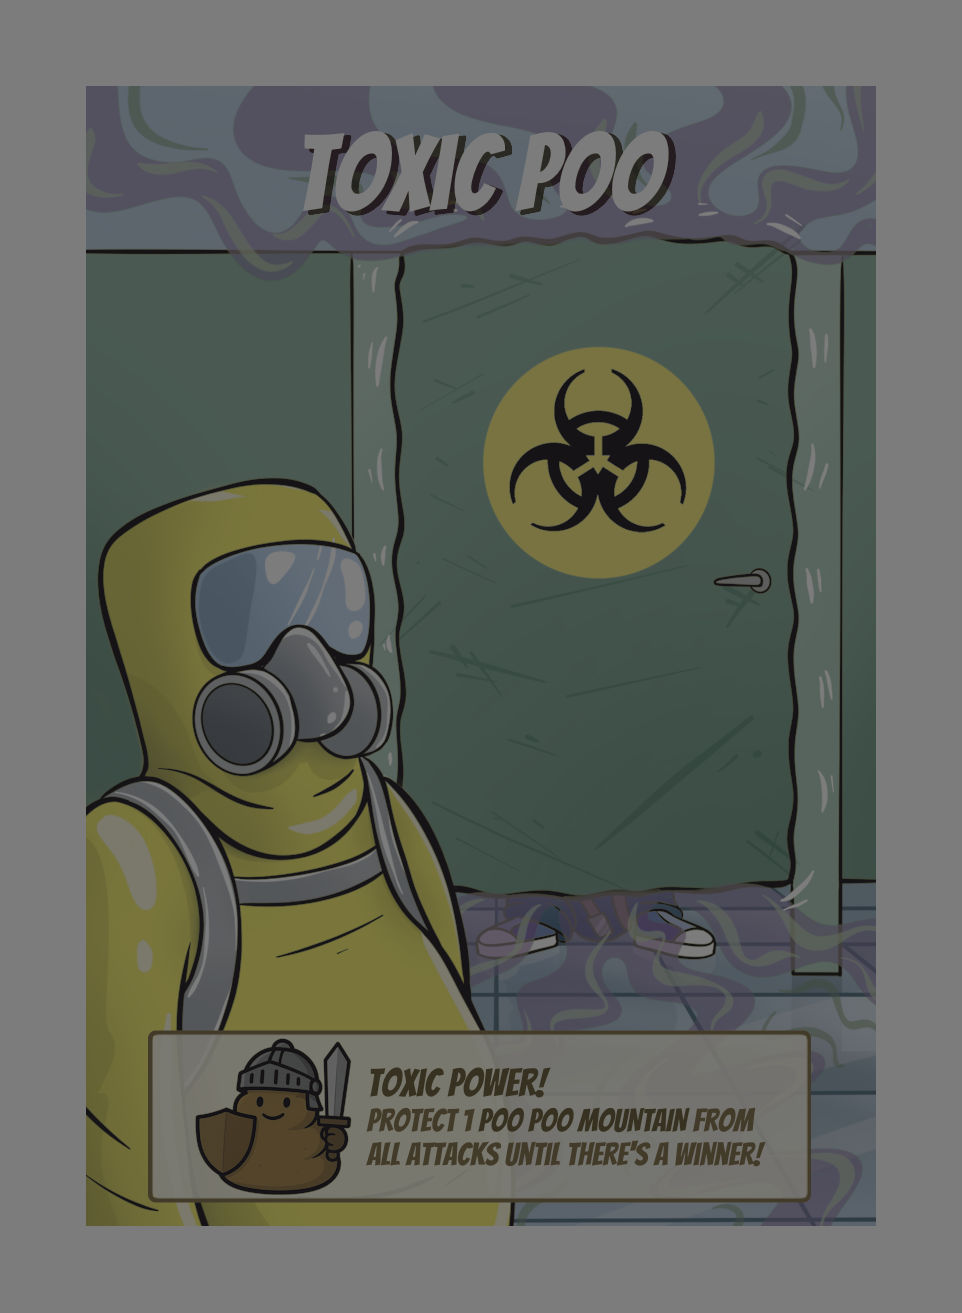 TOXIC POO
TOXIC POWER!
PROTECT 1 POO POO MOUNTAIN FROM
ALL ATTACKS UNTIL THERE'S A WINNER!